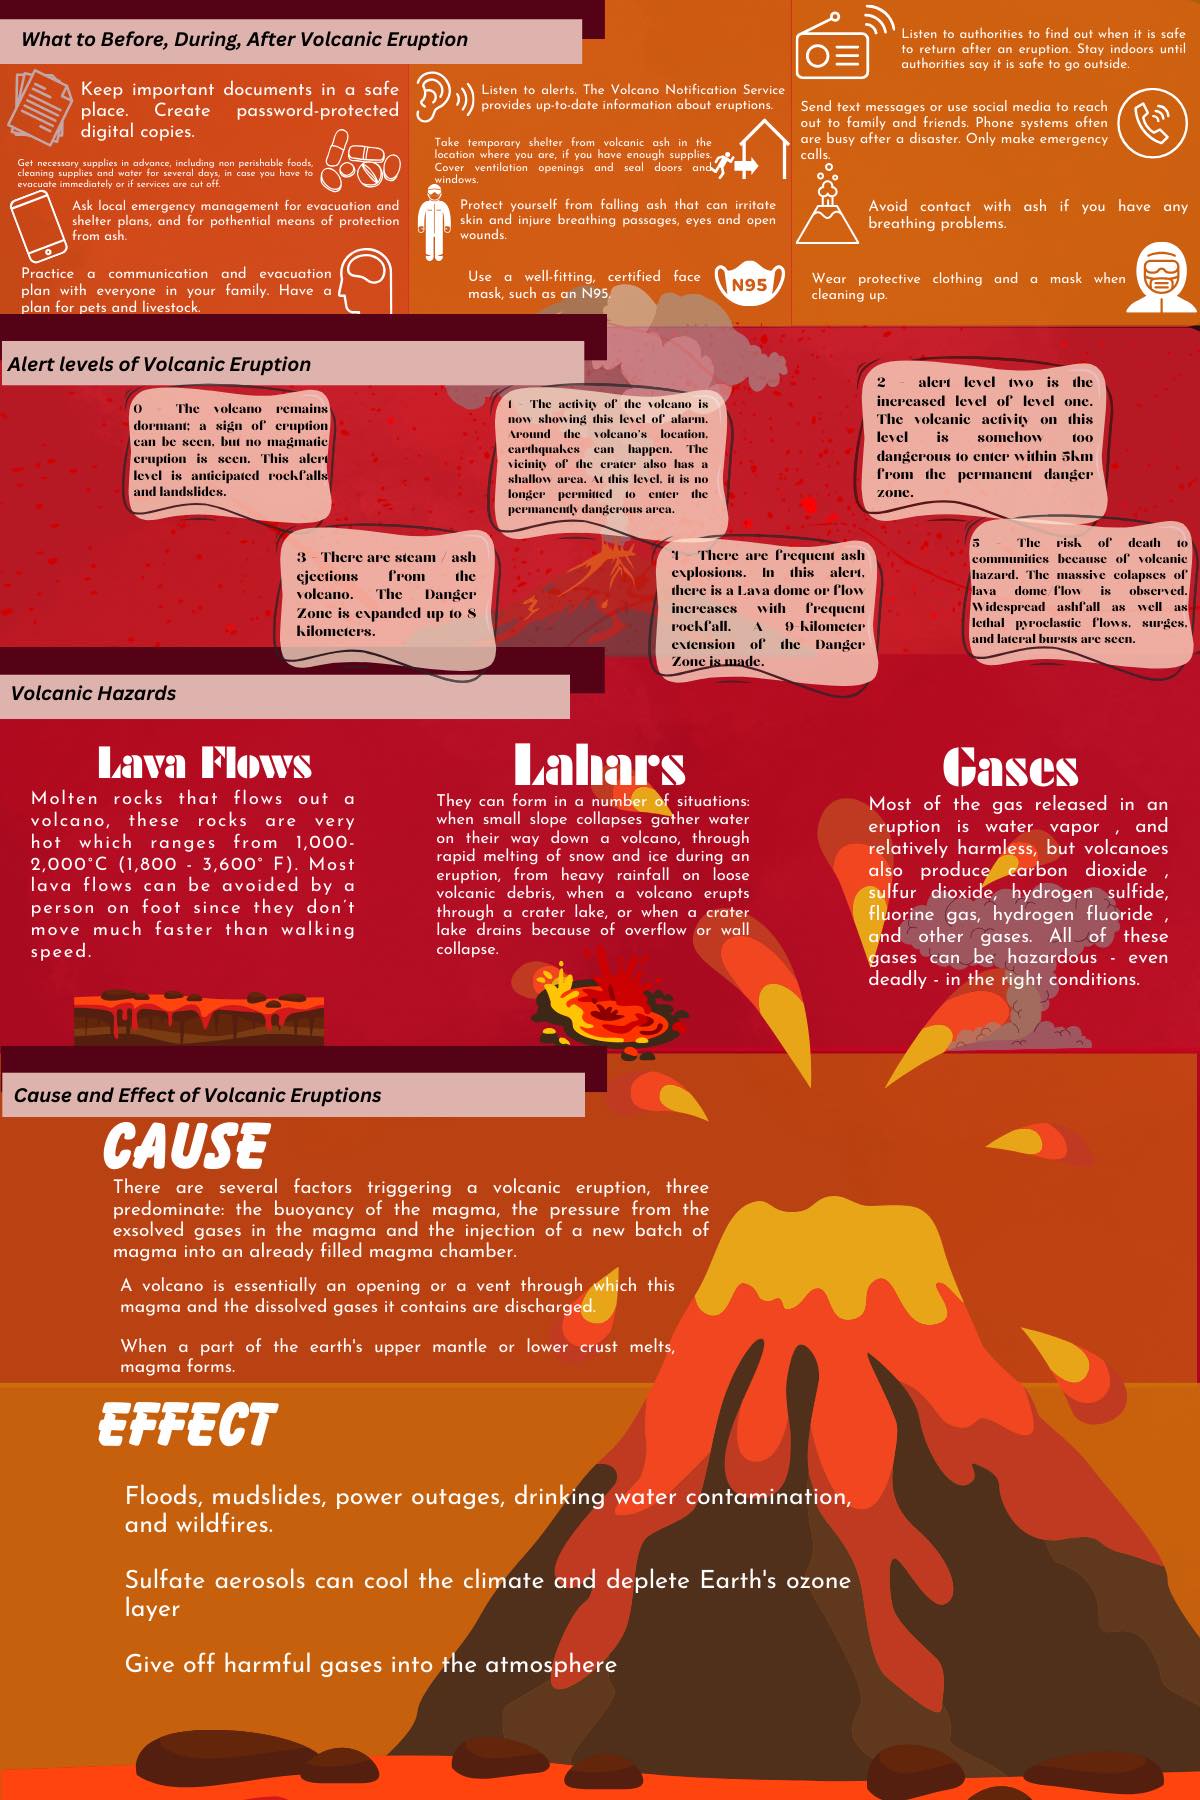 What to Before, During, After Volcanic Eruption
Keep important documents in a safe
place. Create password-protected
digital copies.
Get necessary supplies in advance, including non perishable foods,
cleaning supplies and water for several days, in case you have to
evacuate immediately or if services are cut off.
Ask local emergency management for evacuation and
shelter plans, and for pothential means of protection
from ash.
Practice a communication and evacuation
plan with everyone in your family. Have a
plan for pets and livestock.
Listen to alerts. The Volcano Notification Service
provides up-to-date information about eruptions.
Take temporary shelter from volcanic ash in the
location where you are, if you have enough supplies.
Cover ventilation openings and seal doors and
windows.
Protect yourself from falling ash that can irritate
skin and injure breathing passages, eyes and open
wounds.
Use a well-fitting, certified face
mask, such as an N95.
N95
Listen to authorities to find out when it is safe
to return after an eruption. Stay indoors until
authorities say it is safe to go outside.
Send text messages or use social media to reach
out to family and friends. Phone systems often
are busy after a disaster. Only make emergency
calls.
Avoid contact with ash if you have any
breathing problems.
Wear protective clothing and a mask when
cleaning up.
Alert levels of Volcanic Eruption
0 - The volcano remains
dormant; a sign of eruption
can be seen, but no magmatic
eruption is seen. This alert
level is anticipated rockfalls
and landslides.
1 - The activity of the volcano is
now showing this level of alarm.
Around the volcano's location,
earthquakes can happen. The
vicinity of the crater also has a
shallow area. At this level, it is no
longer permitted to enter the
permanently dangerous area.
2 - alert level two is the
increased level of level one.
The volcanic activity on this
level is somehow too
dangerous to enter within 5km
from the permanent danger
zone.
3 - There are steam / ash
ejections from the
volcano. The Danger
Zone is expanded up to 8
kilometers.
4 - There are frequent ash
explosions. In this alert,
there is a Lava dome or flow
increases with frequent
rockfall. A 9-kilometer
extension of the Danger
Zone is made.
5 - The risk of death to
communities because of volcanic
hazard. The massive colapses of
lava dome flow is observed.
Widespread ashfall as well as
lethal pyroclastic flows, surges,
and lateral bursts are seen.
Volcanic Hazards
Lava Flows
Molten rocks that flows out a
volcano, these rocks are very
hot which ranges from 1,000-
2,000°C (1,800 - 3,600° F). Most
lava flows can be avoided by a
person on foot since they don't
move much faster than walking
speed.
Lahars
They can form in a number of situations:
when small slope collapses gather water
on their way down a volcano, through
rapid melting of snow and ice during an
eruption, from heavy rainfall on loose
volcanic debris, when a volcano erupts
through a crater lake, or when a crater
lake drains because of overflow or wall
collapse.
Gases
Most of the gas released in an
eruption is water vapor , and
relatively harmless, but volcanoes
also produce carbon dioxide ,
sulfur dioxide, hydrogen sulfide,
fluorine gas, hydrogen fluoride ,
and other gases. All of these
gases can be hazardous - even
deadly - in the right conditions.
Cause and Effect of Volcanic Eruptions
CAUSE
There are several factors triggering a volcanic eruption, three
predominate: the buoyancy of the magma, the pressure from the
exsolved gases in the magma and the injection of a new batch of
magma into an already filled magma chamber.
A volcano is essentially an opening or a vent through which this
magma and the dissolved gases it contains are discharged.
When a part of the earth's upper mantle or lower crust melts,
magma forms.
EFFECT
Floods, mudslides, power outages, drinking water contamination,
and wildfires.
Sulfate aerosols can cool the climate and deplete Earth's ozone
layer
Give off harmful gases into the atmosphere